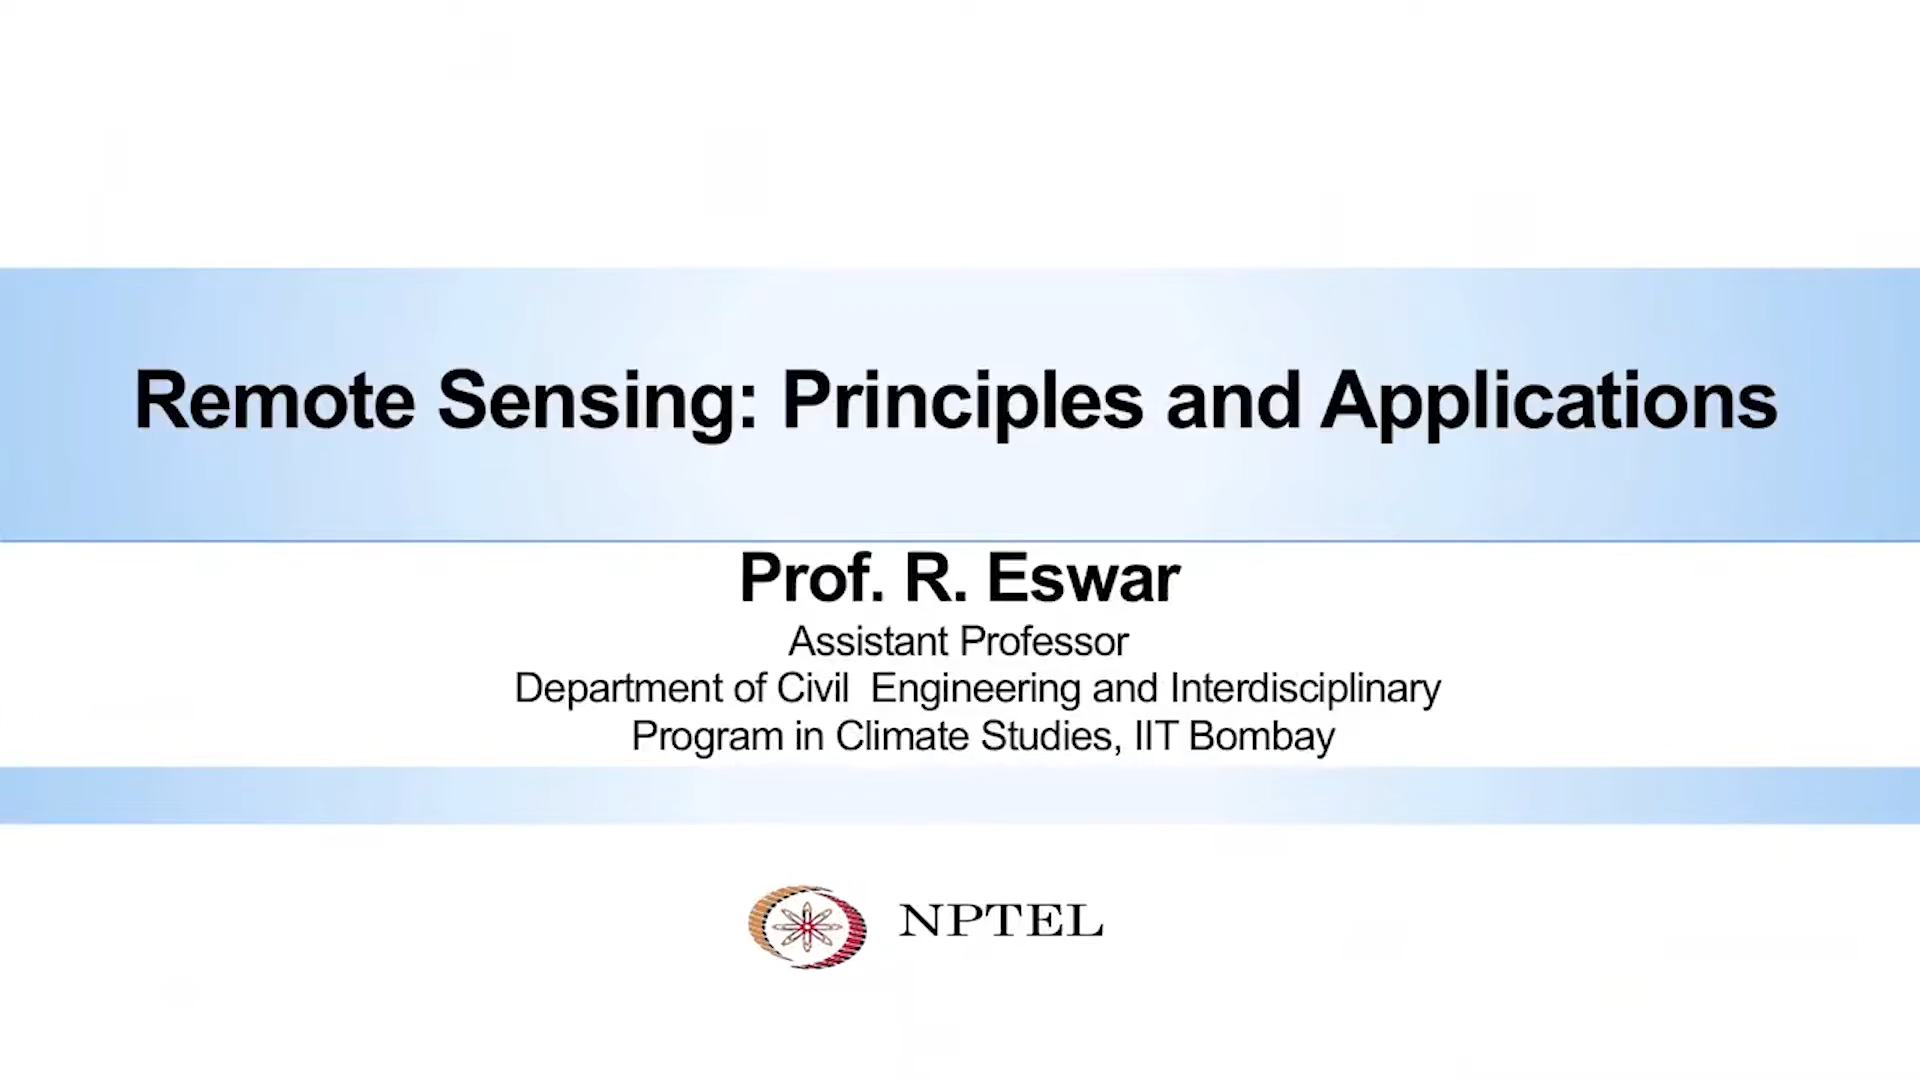 Remote Sensing: Principles and Applications
Prof. R. Eswar
Assistant Professor
Department of Civil  Engineering and Interdisciplinary
Program in Climate Studies, IIT Bombay
NPTEL